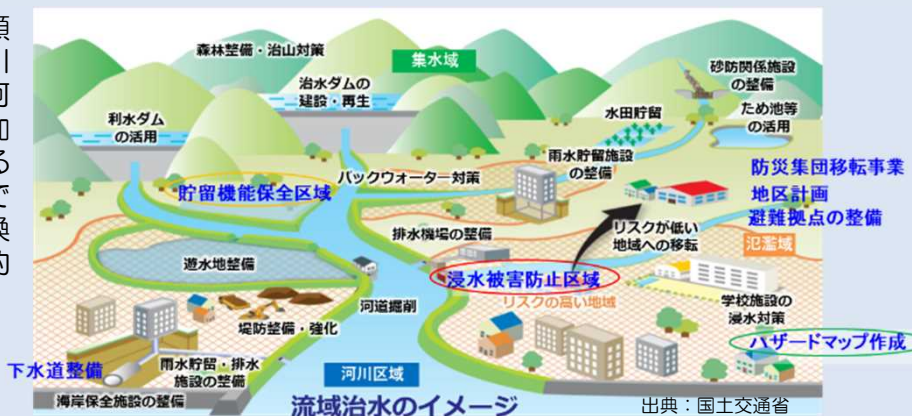 頻
川
河
加
る
で
換
的
森林整備・治山対策
集水域
治水ダムの
建設・再生
砂防関係施設
の整備
利水ダム
の活用
水田貯留
ため池等
の活用
雨水貯留施設
の整備
バックウォーター対策
貯留機能保全区域
防災集団移転事業
地区計画
避難拠点の整備
リスクが低い
地域への移転
氾濫域
排水機場の整備
遊水地整備
浸水被害防止区域
リスクの高い地域
学校施設の
浸水対策
河道掘削
堤防整備・強化
ハザードマップ作成
下水道整備
雨水貯留・排水
施設の整備
河川区域
海岸保全施設の整備
流域治水のイメージ
出典：国土交通省